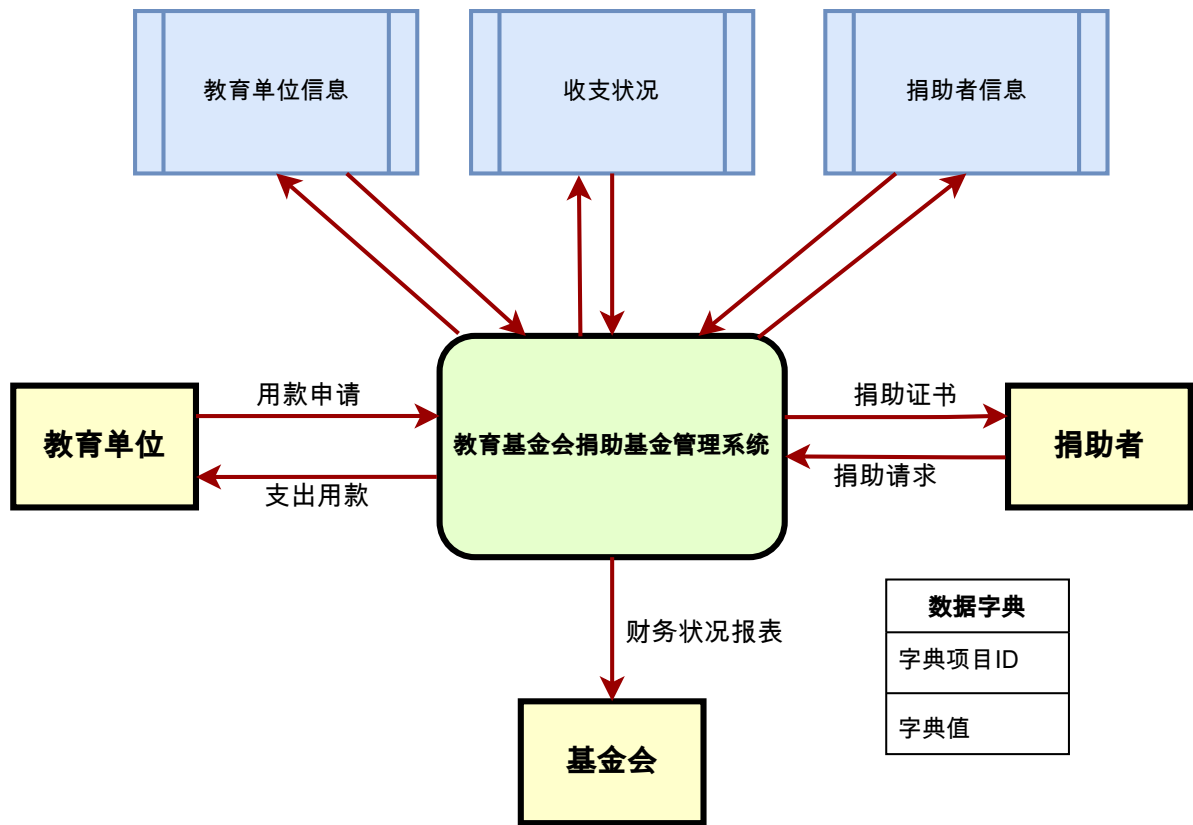 教育单位信息
收支状况
捐助者信息
用款申请
捐助证书
教育单位
教育基金会捐助基金管理系统
捐助者
支出用款
捐助请求
数据字典
财务状况报表
字典项目ID
字典值
基金会